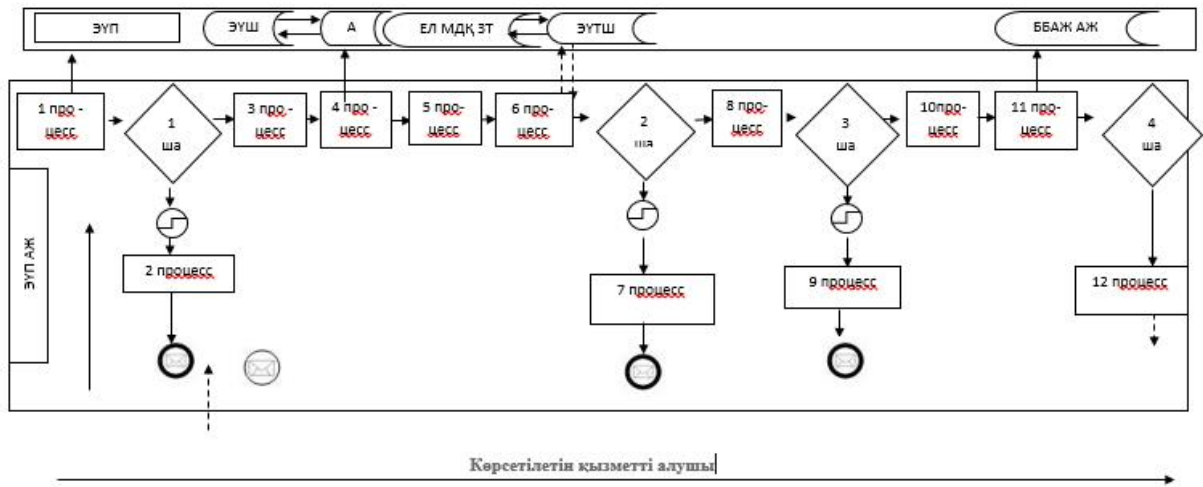 ЭҮП ЭҮШ А ЕЛ МДҚ ЗТ ЭҮТШ ББАЖ АЖ
1 про -
цесс
1
ша
3 про -
цесс
4 про -
цесс
5 про-
цесс
6 про-
цесс
2
ша
8 про-
цесс
3
ша
10про-
цесс
11 про-
цесс
4
ша
ЭҮП АЖ
2 процесс
7 процесс
9 процесс
12 процесс
Көрсетілетін қызметті алушы